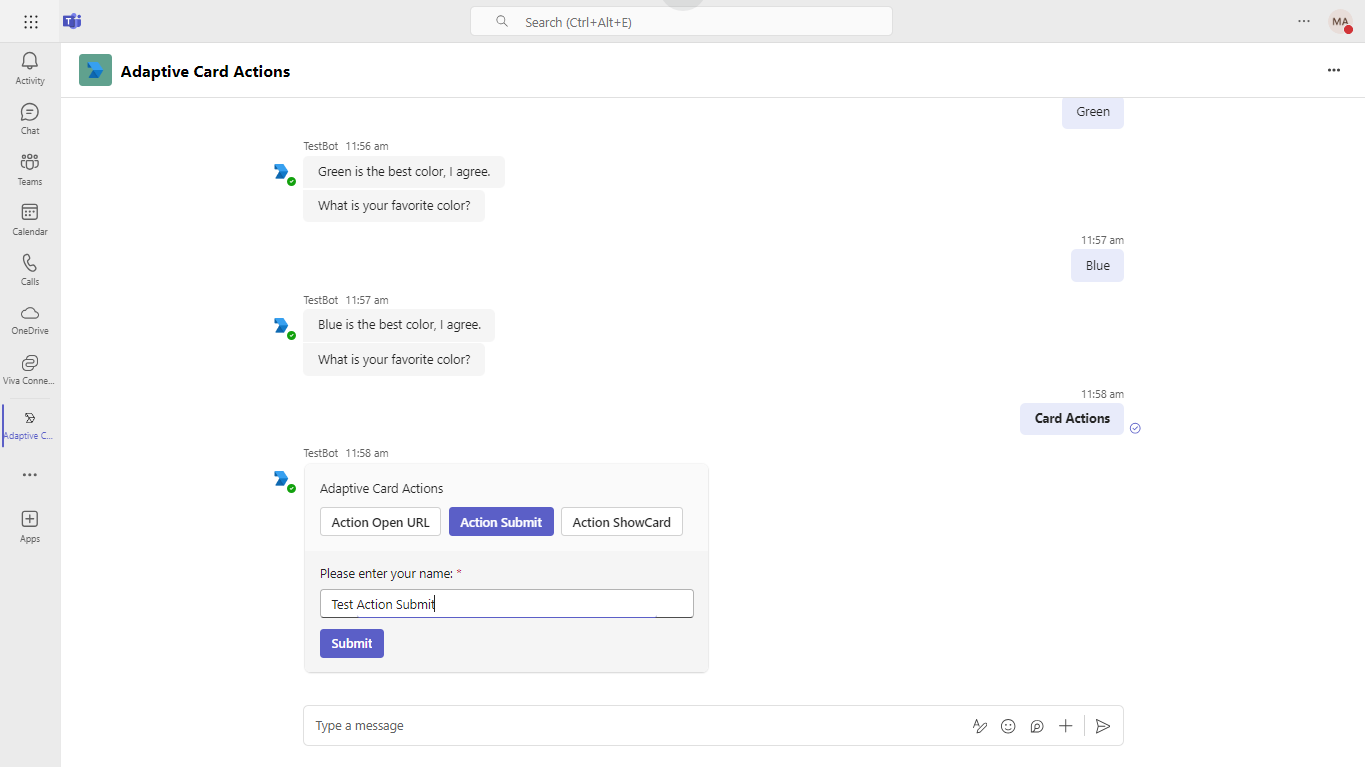 Search (Ctrl+Alt+E)
MA
Activity
Chat
Teams
Calendar
Calls
OneDrive
Viva Conne...
Adaptive C...
Apps
Adaptive Card Actions
Green
TestBot 11:56 am
Green is the best color, I agree.
What is your favorite color?
11:57 am
Blue
TestBot 11:57 am
Blue is the best color, I agree.
What is your favorite color?
11:58 am
Card Actions
TestBot 11:58 am
Adaptive Card Actions
Action Open URL Action Submit Action ShowCard
Please enter your name: *
Test Action Submit
Submit
Type a message